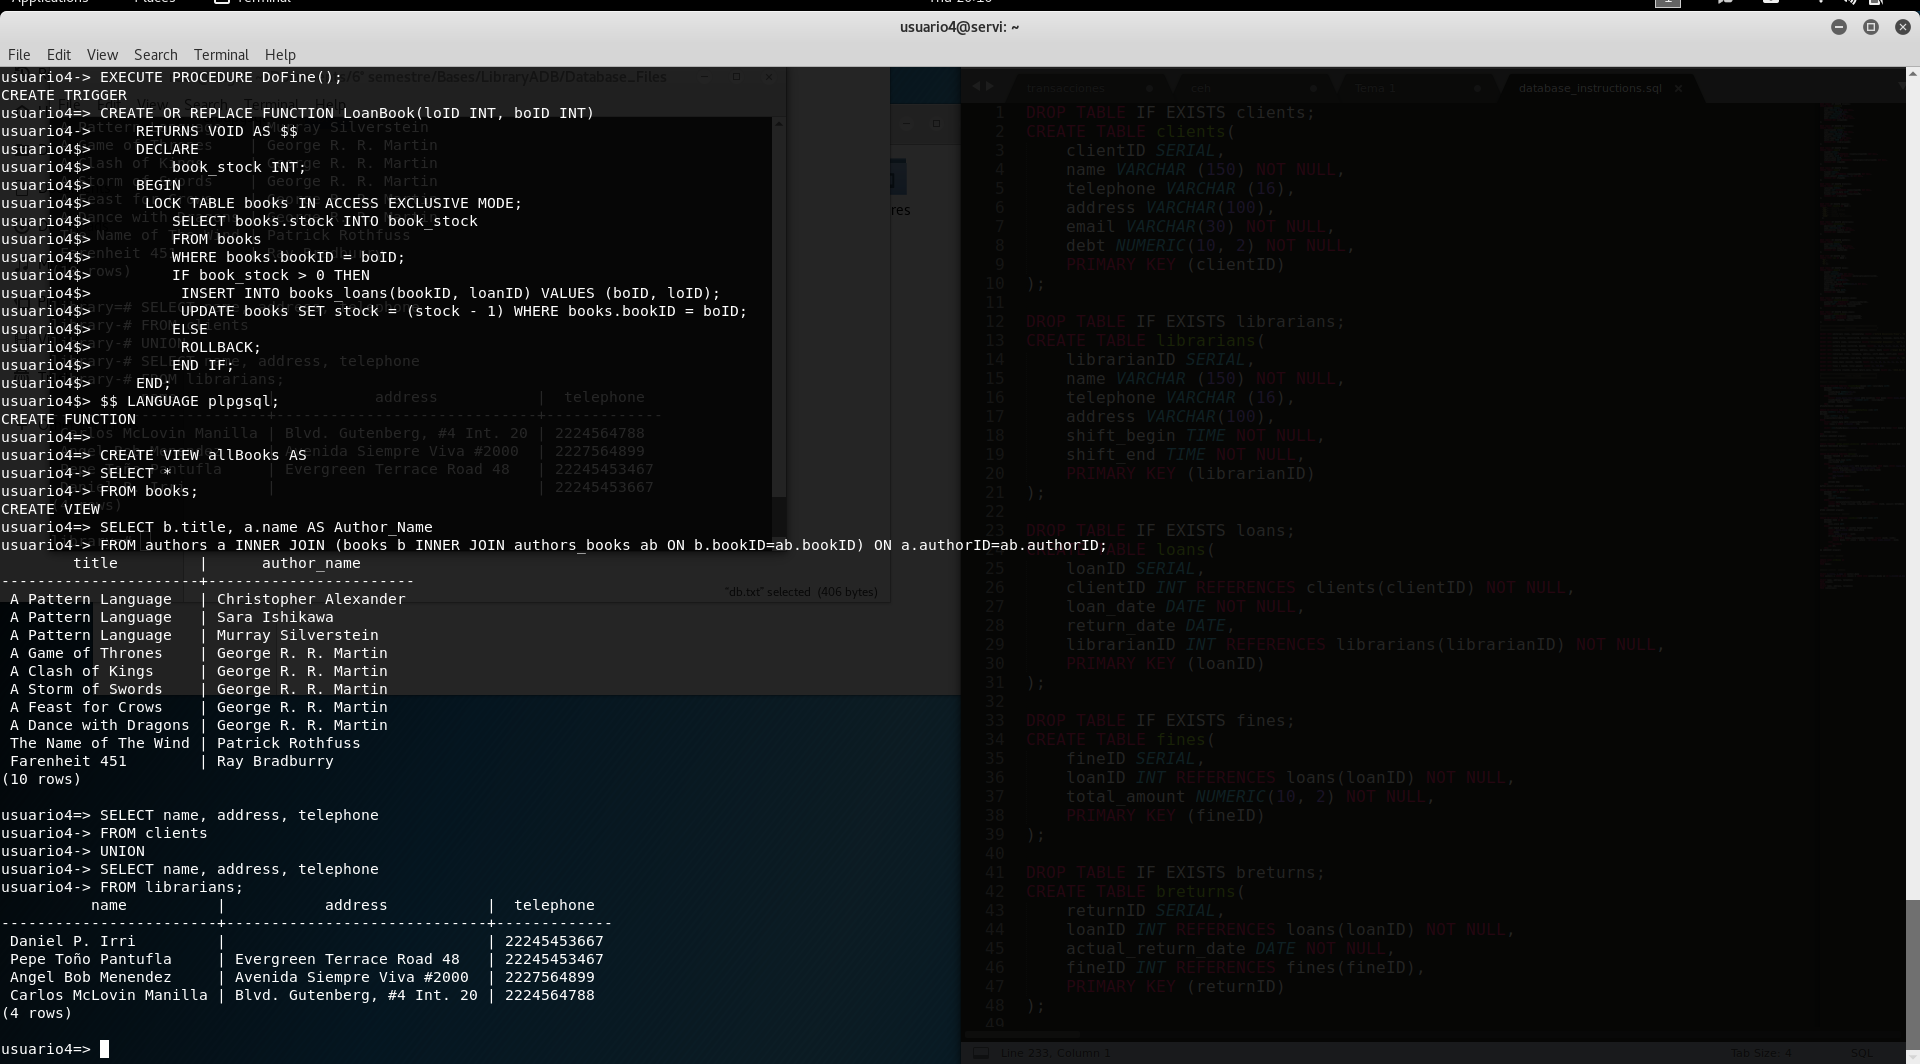 Applications Places Terminal Thu 20:16 1
usuario4@servi: ~
File Edit View Search Terminal Help
usuario4-> EXECUTE PROCEDURE DoFine();
CREATE TRIGGER
usuario4=> CREATE OR REPLACE FUNCTION LoanBook(loID INT, boID INT)
usuario4->     RETURNS VOID AS $$
usuario4$>     DECLARE
usuario4$>         book_stock INT;
usuario4$>     BEGIN
usuario4$>      LOCK TABLE books IN ACCESS EXCLUSIVE MODE;
usuario4$>         SELECT books.stock INTO book_stock
usuario4$>         FROM books
usuario4$>         WHERE books.bookID = boID;
usuario4$>         IF book_stock > 0 THEN
usuario4$>          INSERT INTO books_loans(bookID, loanID) VALUES (boID, loID);
usuario4$>          UPDATE books SET stock = (stock - 1) WHERE books.bookID = boID;
usuario4$>         ELSE
usuario4$>          ROLLBACK;
usuario4$>         END IF;
usuario4$>     END;
usuario4$> $$ LANGUAGE plpgsql;
CREATE FUNCTION
usuario4=>
usuario4=> CREATE VIEW allBooks AS
usuario4-> SELECT *
usuario4-> FROM books;
CREATE VIEW
usuario4=> SELECT b.title, a.name AS Author_Name
usuario4-> FROM authors a INNER JOIN (books b INNER JOIN authors_books ab ON b.bookID=ab.bookID) ON a.authorID=ab.authorID;
        title         |      author_name
----------------------+-----------------------
 A Pattern Language   | Christopher Alexander
 A Pattern Language   | Sara Ishikawa
 A Pattern Language   | Murray Silverstein
 A Game of Thrones    | George R. R. Martin
 A Clash of Kings     | George R. R. Martin
 A Storm of Swords    | George R. R. Martin
 A Feast for Crows    | George R. R. Martin
 A Dance with Dragons | George R. R. Martin
 The Name of The Wind | Patrick Rothfuss
 Farenheit 451        | Ray Bradburry
(10 rows)
usuario4=> SELECT name, address, telephone
usuario4-> FROM clients
usuario4-> UNION
usuario4-> SELECT name, address, telephone
usuario4-> FROM librarians;
          name          |           address           |  telephone
------------------------+-----------------------------+-------------
 Daniel P. Irri         |                             | 22245453667
 Pepe Toño Pantufla     | Evergreen Terrace Road 48   | 22245453667
 Angel Bob Menendez     | Avenida Siempre Viva #2000  | 2227564899
 Carlos McLovin Manilla | Blvd. Gutenberg, #4 Int. 20 | 2224564788
(4 rows)
usuario4=>
6° semestre/Bases/LibraryADB/Database_Files
"db.txt" selected (406 bytes)
transacciones ceh Tema 1 database_instructions.sql
1 DROP TABLE IF EXISTS clients;
2 CREATE TABLE clients(
3     clientID SERIAL,
4     name VARCHAR (150) NOT NULL,
5     telephone VARCHAR (16),
6     address VARCHAR(100),
7     email VARCHAR(30) NOT NULL,
8     debt NUMERIC(10, 2) NOT NULL,
9     PRIMARY KEY (clientID)
10 );
11
12 DROP TABLE IF EXISTS librarians;
13 CREATE TABLE librarians(
14     librarianID SERIAL,
15     name VARCHAR (150) NOT NULL,
16     telephone VARCHAR (16),
17     address VARCHAR(100),
18     shift_begin TIME NOT NULL,
19     shift_end TIME NOT NULL,
20     PRIMARY KEY (librarianID)
21 );
22
23 DROP TABLE IF EXISTS loans;
TABLE loans(
25     loanID SERIAL,
26     clientID INT REFERENCES clients(clientID) NOT NULL,
27     loan_date DATE NOT NULL,
28     return_date DATE,
29     librarianID INT REFERENCES librarians(librarianID) NOT NULL,
30     PRIMARY KEY (loanID)
31 );
32
33 DROP TABLE IF EXISTS fines;
34 CREATE TABLE fines(
35     fineID SERIAL,
36     loanID INT REFERENCES loans(loanID) NOT NULL,
37     total_amount NUMERIC(10, 2) NOT NULL,
38     PRIMARY KEY (fineID)
39 );
40
41 DROP TABLE IF EXISTS breturns;
42 CREATE TABLE breturns(
43     returnID SERIAL,
44     loanID INT REFERENCES loans(loanID) NOT NULL,
45     actual_return_date DATE NOT NULL,
46     fineID INT REFERENCES fines(fineID),
47     PRIMARY KEY (returnID)
48 );
49
Line 233, Column 1 Tab Size: 4 SQL